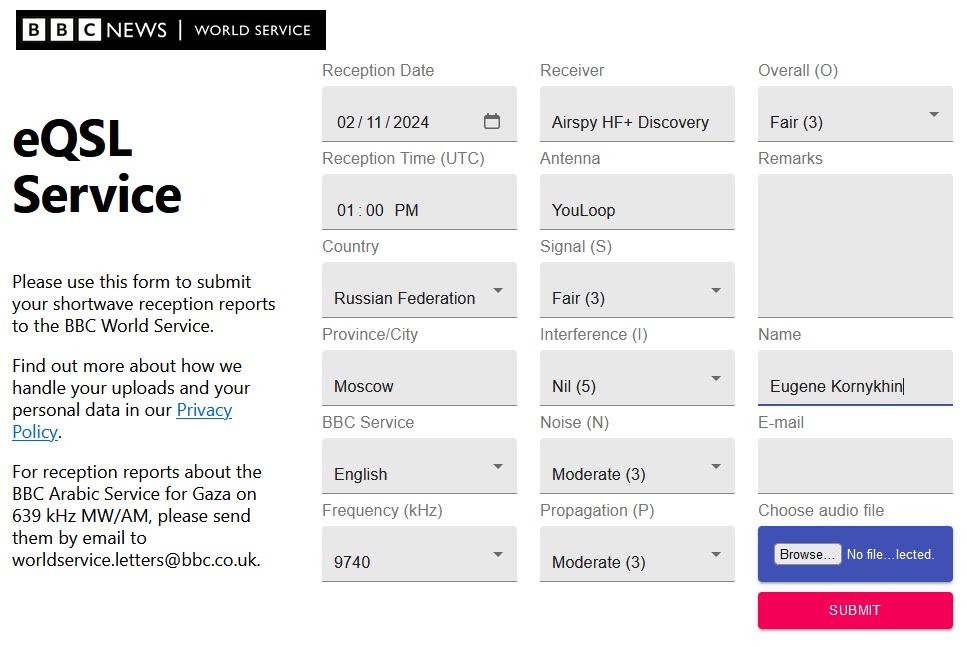 BBC NEWS | WORLD SERVICE
eQSL
Service
Please use this form to submit
your shortwave reception reports
to the BBC World Service.
Find out more about how we
handle your uploads and your
personal data in our Privacy
Policy.
For reception reports about the
BBC Arabic Service for Gaza on
639 kHz MW/AM, please send
them by email to
worldservice.letters@bbc.co.uk.
Reception Date
02/11/2024
Reception Time (UTC)
01:00 PM
Country
Russian Federation
Province/City
Moscow
BBC Service
English
Frequency (kHz)
9740
Receiver
Airspy HF+ Discovery
Antenna
YouLoop
Signal (S)
Fair (3)
Interference (I)
Nil (5)
Noise (N)
Moderate (3)
Propagation (P)
Moderate (3)
Overall (O)
Fair (3)
Remarks
Name
Eugene Kornykhin
E-mail
Choose audio file
Browse... No file...lected.
SUBMIT